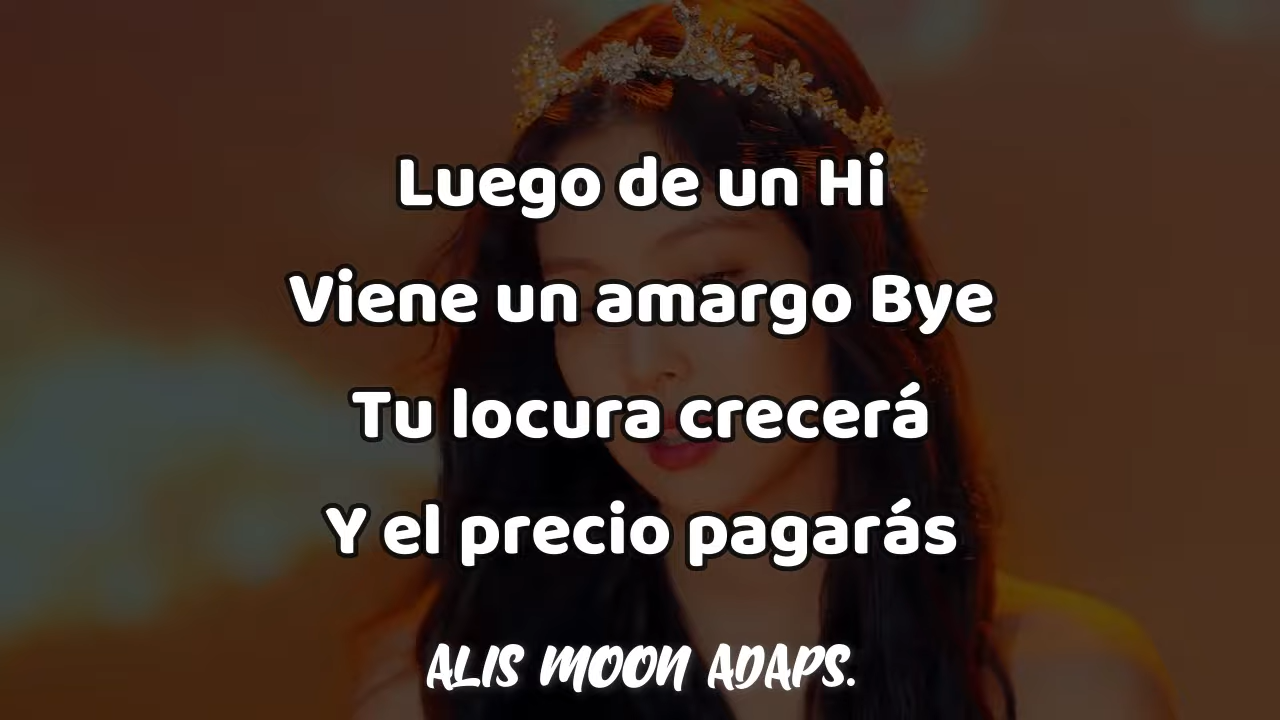 Luego de un Hi
Viene un amargo Bye
Tu locura crecerá
Y el precio pagarás
ALIS MOON ADAPS.